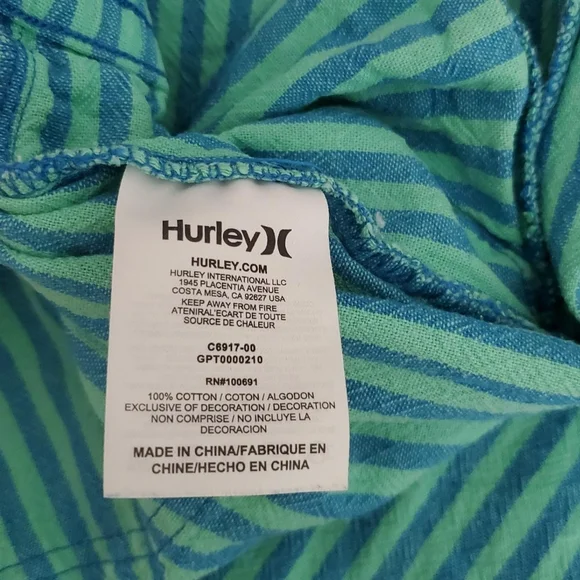 Hurley
HURLEY.COM
HURLEY INTERNATIONAL LLC
1945 PLACENTIA AVENUE
COSTA MESA, CA 92627 USA
KEEP AWAY FROM FIRE
ATENIRAL'ECART DE TOUTE
SOURCE DE CHALEUR
C6917-00
GPT0000210
RN#100691
100% COTTON / COTON / ALGODON
EXCLUSIVE OF DECORATION / DECORATION
NON COMPRISE / NO INCLUYE LA
DECORACION
MADE IN CHINA/FABRIQUE EN
CHINE/HECHO EN CHINA